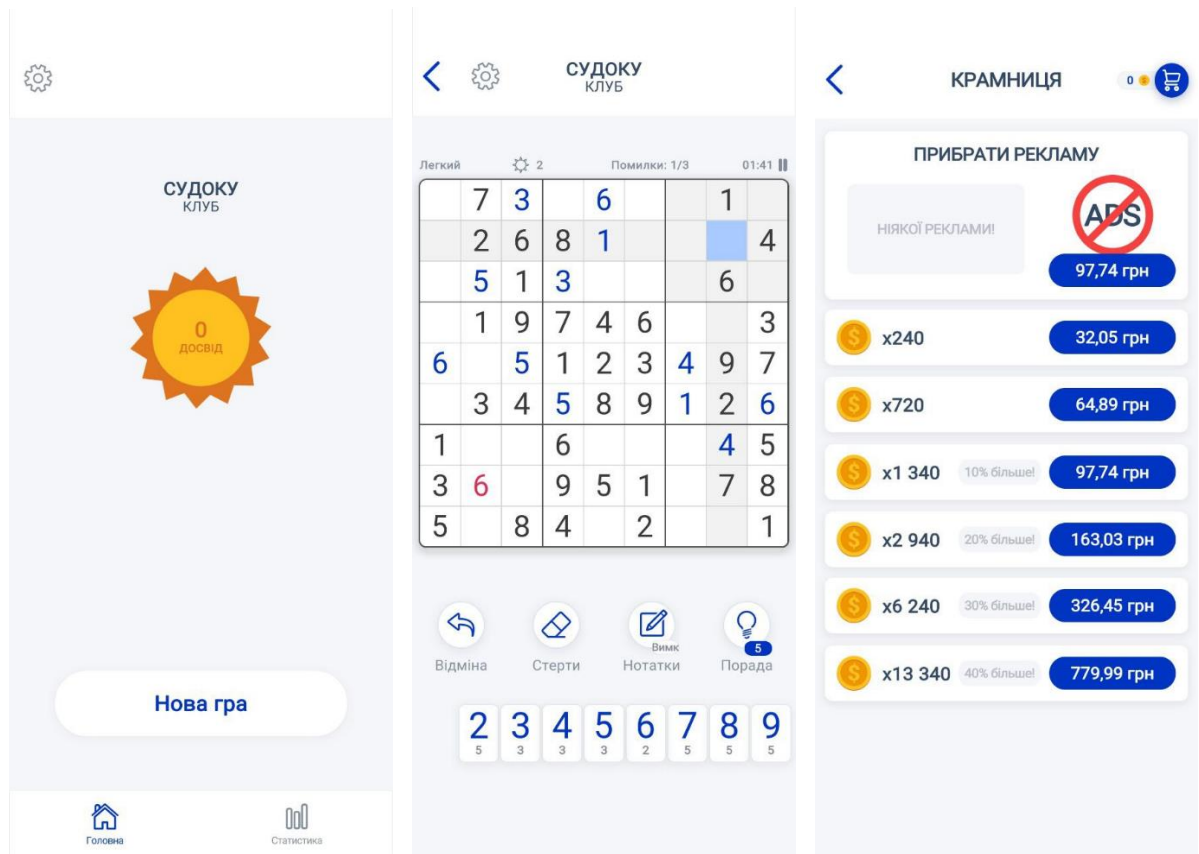 СУДОКУ
КЛУБ
0
ДОСВІД
Нова гра
Головна
Статистика
СУДОКУ
КЛУБ
Легкий 2 Помилки: 1/3 01:41
7 3 6 1
2 6 8 1 4
5 1 3 6
1 9 7 4 6 3
6 5 1 2 3 4 9 7
3 4 5 8 9 1 2 6
1 6 4 5
3 6 9 5 1 7 8
5 8 4 2 1
Вимк 5
Відміна Стерти Нотатки Порада
2 3 4 5 6 7 8 9
5 3 3 3 2 5 5 5
КРАМНИЦЯ 0
ПРИБРАТИ РЕКЛАМУ
НІЯКОЇ РЕКЛАМИ!
ADS
97,74 грн
x240 32,05 грн
x720 64,89 грн
x1 340 10% більше! 97,74 грн
x2 940 20% більше! 163,03 грн
x6 240 30% більше! 326,45 грн
x13 340 40% більше! 779,99 грн